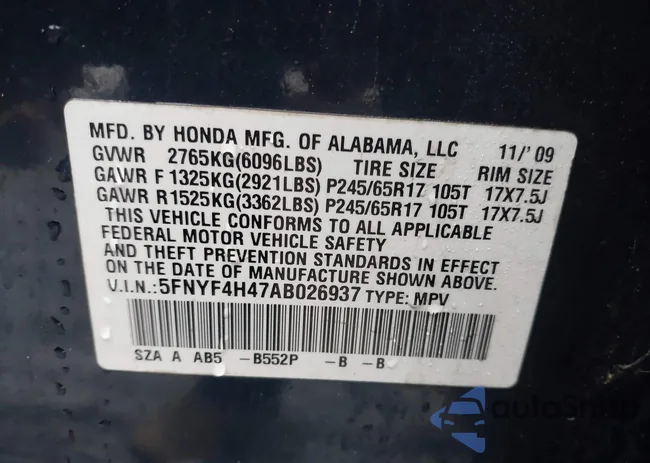 MFD. BY HONDA MFG. OF ALABAMA, LLC 11/'09
GVWR 2765KG(6096LBS) TIRE SIZE RIM SIZE
GAWR F 1325KG(2921LBS) P245/65R17 105T 17X7.5J
GAWR R1525KG(3362LBS) P245/65R17 105T 17X7.5J
THIS VEHICLE CONFORMS TO ALL APPLICABLE
FEDERAL MOTOR VEHICLE SAFETY
AND THEFT PREVENTION STANDARDS IN EFFECT
ON THE DATE OF MANUFACTURE SHOWN ABOVE.
V.I.N.:5FNYF4H47AB026937 TYPE: MPV
SZA A AB5 -B552P -B -B